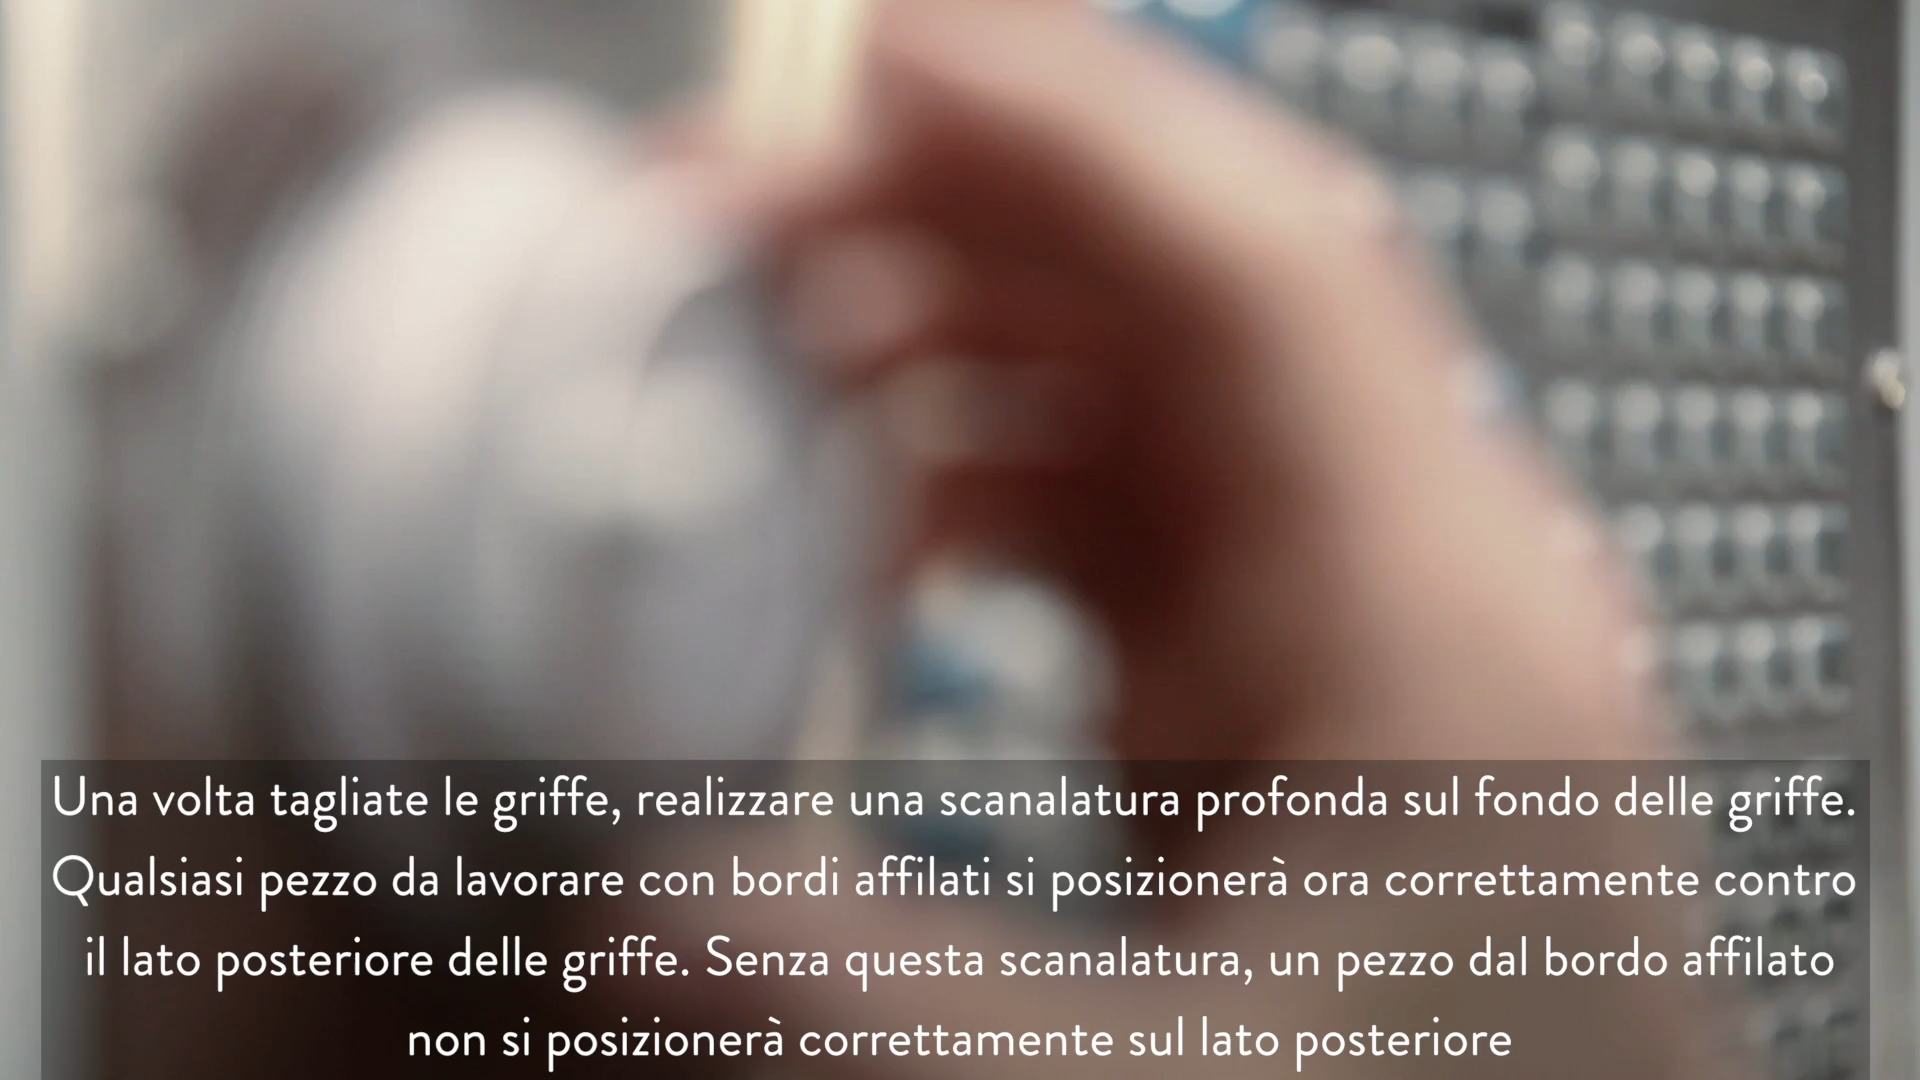 Una volta tagliate le griffe, realizzare una scanalatura profonda sul fondo delle griffe.
Qualsiasi pezzo da lavorare con bordi affilati si posizionerà ora correttamente contro
il lato posteriore delle griffe. Senza questa scanalatura, un pezzo dal bordo affilato
non si posizionerà correttamente sul lato posteriore